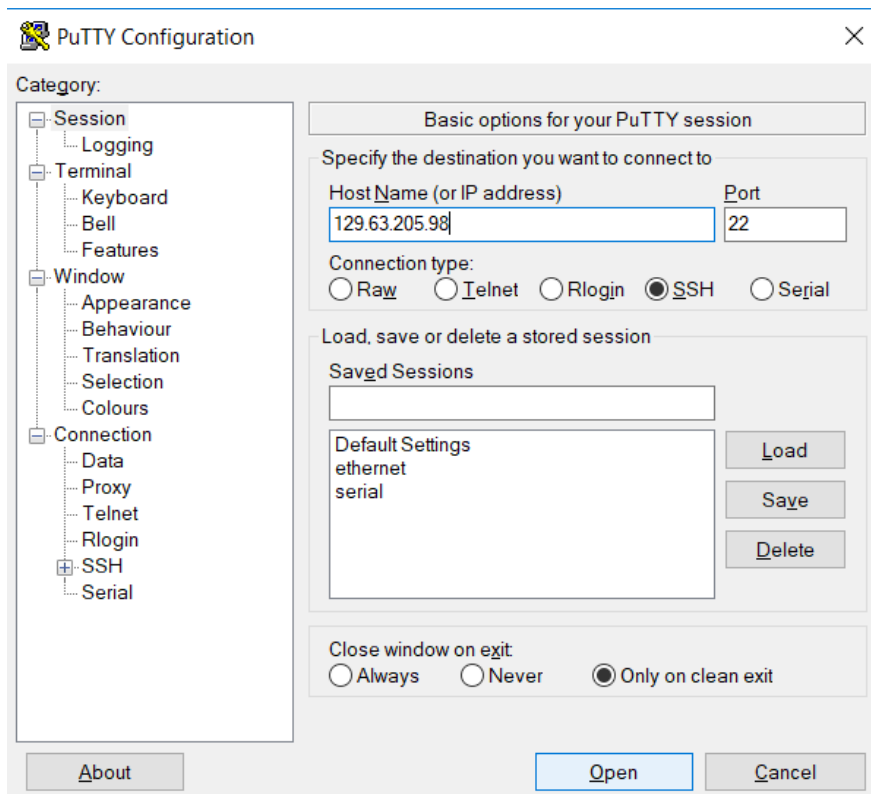 PuTTY Configuration
Category:
Session
Logging
Terminal
Keyboard
Bell
Features
Window
Appearance
Behaviour
Translation
Selection
Colours
Connection
Data
Proxy
Telnet
Rlogin
SSH
Serial
Basic options for your PuTTY session
Specify the destination you want to connect to
Host Name (or IP address) Port
129.63.205.98 22
Connection type:
Raw Telnet Rlogin SSH Serial
Load, save or delete a stored session
Saved Sessions
Default Settings
ethernet
serial
Load
Save
Delete
Close window on exit:
Always Never Only on clean exit
About Open Cancel